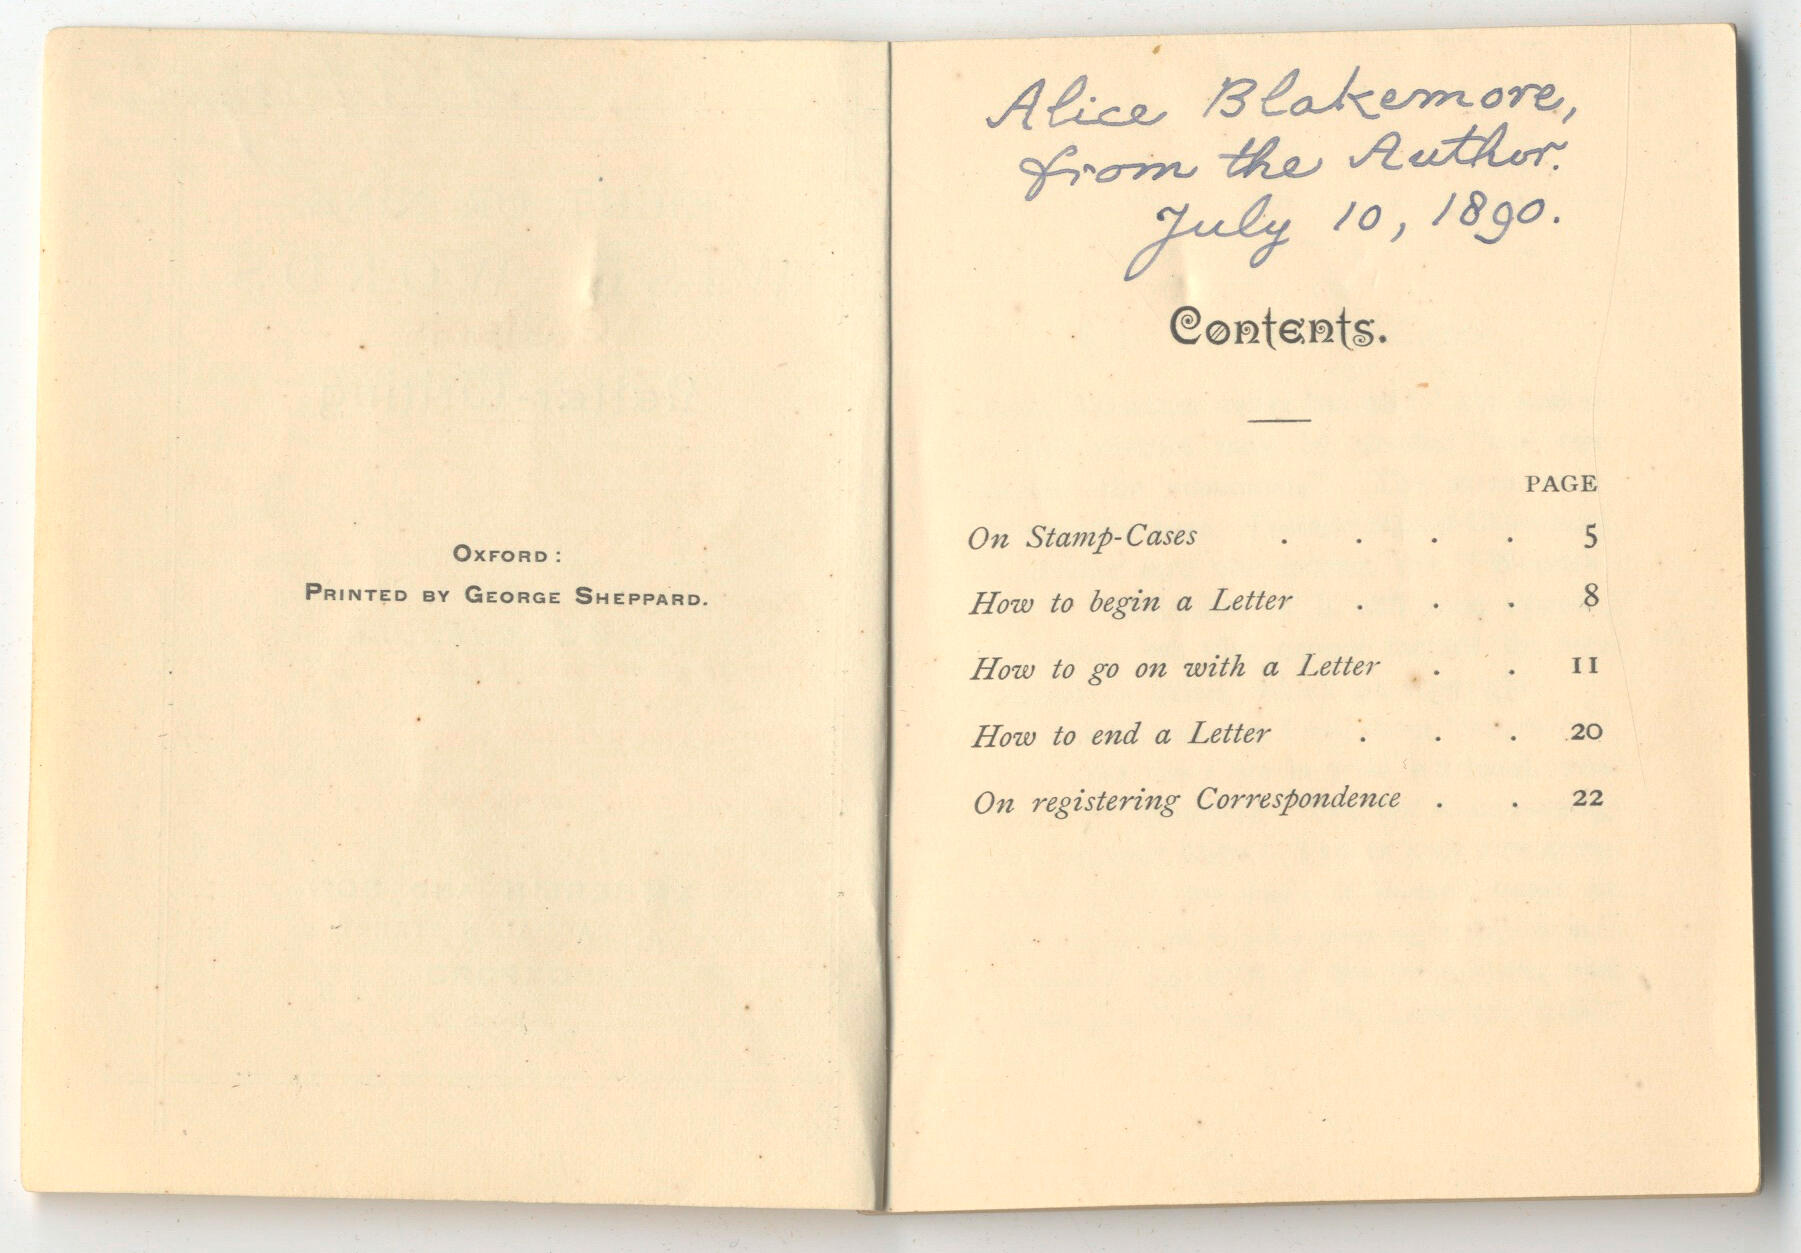 Oxford:
Printed by George Sheppard.
Alice Blakemore,
from the Author.
July 10, 1890.
Contents.
PAGE
On Stamp-Cases . . . . 5
How to begin a Letter . . . 8
How to go on with a Letter . . 11
How to end a Letter . . . 20
On registering Correspondence . . 22